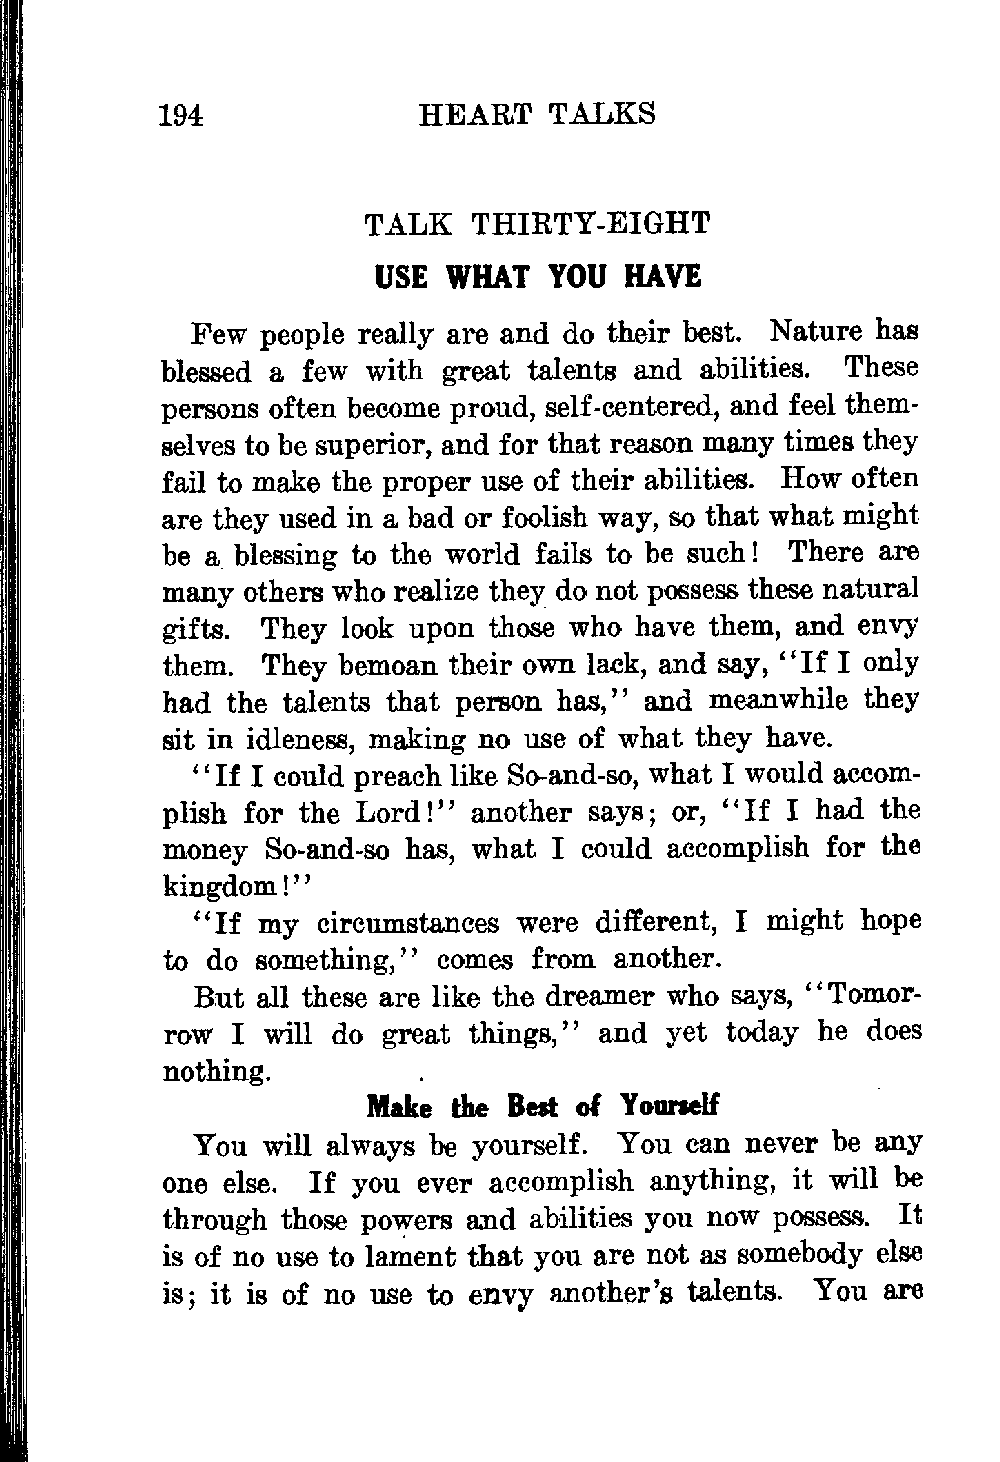 194 HEART TALKS
TALK THIRTY-EIGHT
USE WHAT YOU HAVE
Few people really are and do their best. Nature has
blessed a few with great talents and abilities. These
persons often become proud, self-centered, and feel them-
selves to be superior, and for that reason many times they
fail to make the proper use of their abilities. How often
are they used in a bad or foolish way, so that what might
be a blessing to the world fails to be such! There are
many others who realize they do not possess these natural
gifts. They look upon those who have them, and envy
them. They bemoan their own lack, and say, "If I only
had the talents that person has," and meanwhile they
sit in idleness, making no use of what they have.
"If I could preach like So-and-so, what I would accom-
plish for the Lord!" another says; or, "If I had the
money So-and-so has, what I could accomplish for the
kingdom!"
"If my circumstances were different, I might hope
to do something," comes from another.
But all these are like the dreamer who says, "Tomor-
row I will do great things," and yet today he does
nothing.
Make the Best of Yourself
You will always be yourself. You can never be any
one else. If you ever accomplish anything, it will be
through those powers and abilities you now possess. It
is of no use to lament that you are not as somebody else
is; it is of no use to envy another's talents. You are